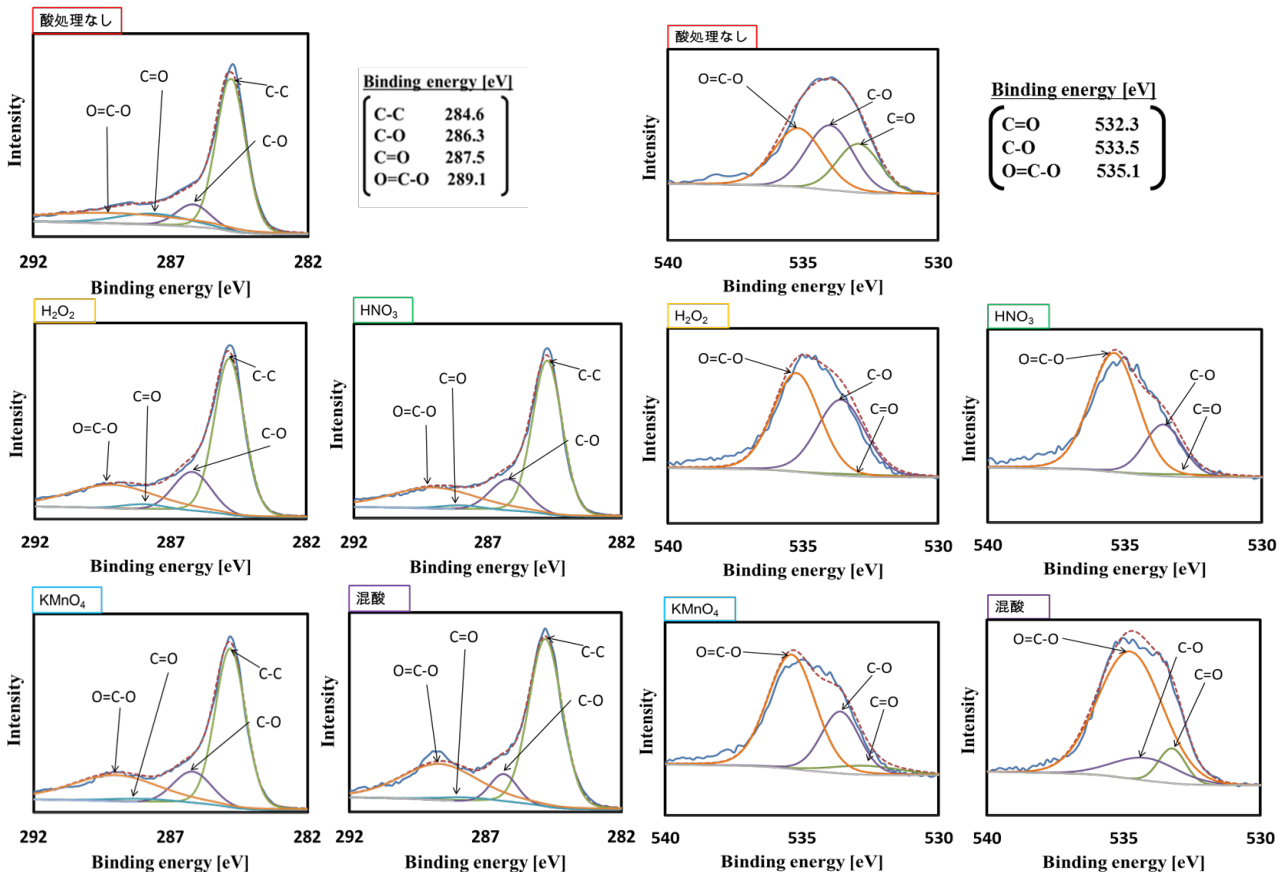 酸処理なし
Intensity
O=C-O
C=O
C-C
C-O
292
287
282
Binding energy [eV]
Binding energy [eV]
C-C 284.6
C-O 286.3
C=O 287.5
O=C-O 289.1
酸処理なし
Intensity
O=C-O
C-O
C=O
540
535
530
Binding energy [eV]
Binding energy [eV]
C=O 532.3
C-O 533.5
O=C-O 535.1
H₂O₂
Intensity
O=C-O
C=O
C-C
C-O
292
287
282
Binding energy [eV]
HNO₃
Intensity
O=C-O
C=O
C-C
C-O
292
287
282
Binding energy [eV]
H₂O₂
Intensity
O=C-O
C-O
C=O
540
535
530
Binding energy [eV]
HNO₃
Intensity
O=C-O
C-O
C=O
540
535
530
Binding energy [eV]
KMnO₄
Intensity
O=C-O
C=O
C-C
C-O
292
287
282
Binding energy [eV]
混酸
Intensity
O=C-O
C=O
C-C
C-O
292
287
282
Binding energy [eV]
KMnO₄
Intensity
O=C-O
C-O
C=O
540
535
530
Binding energy [eV]
混酸
Intensity
O=C-O
C-O
C=O
540
535
530
Binding energy [eV]